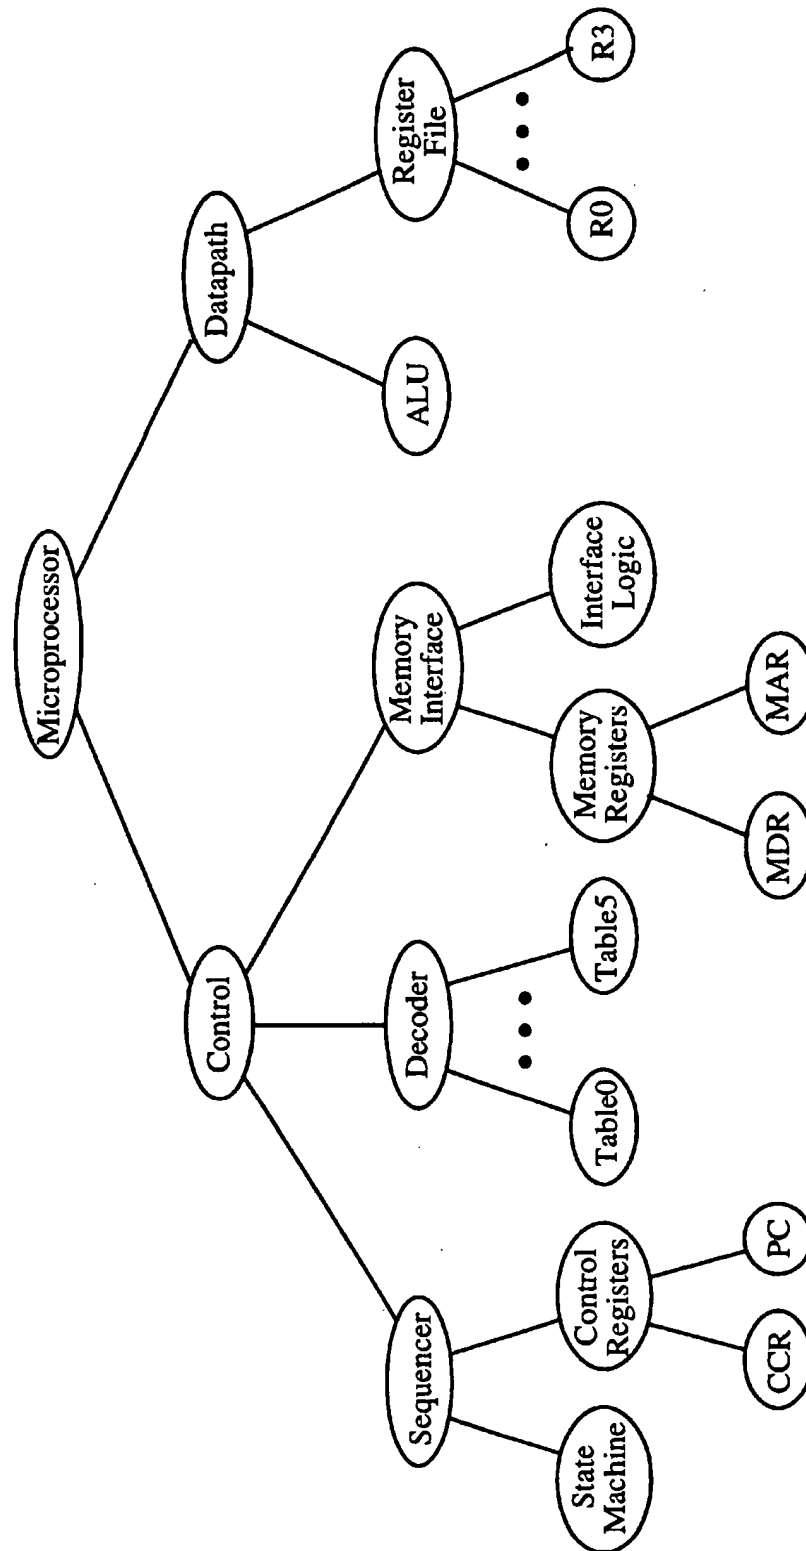 Microprocessor
Control
Datapath
Sequencer
Decoder
Memory
Interface
ALU
Register
File
State
Machine
Control
Registers
Table0
Table5
Memory
Registers
Interface
Logic
R0
R3
CCR
PC
MDR
MAR